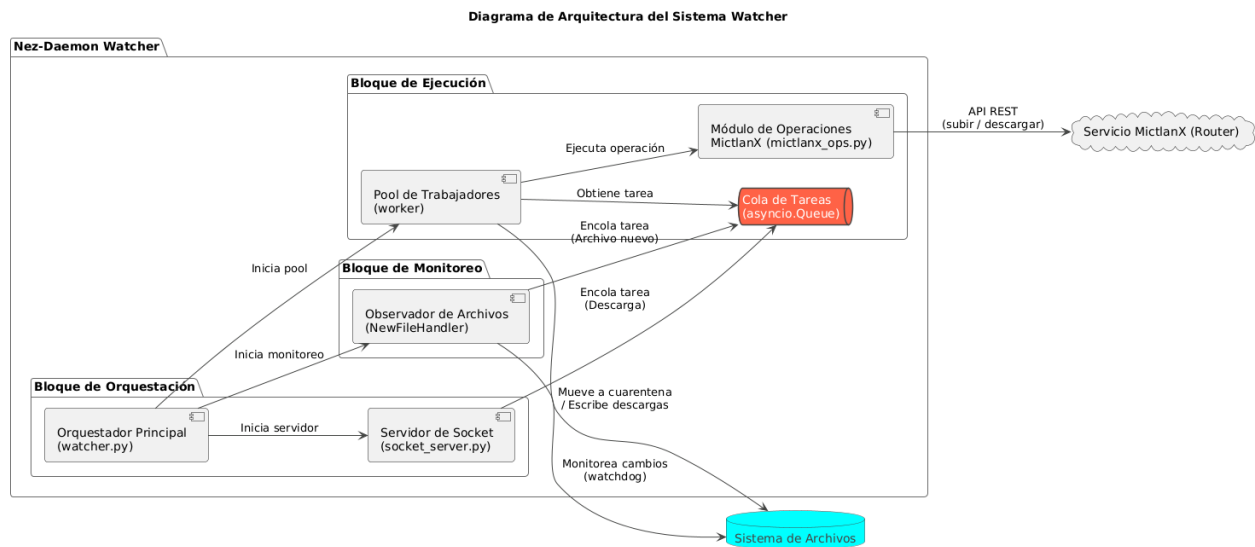 Diagrama de Arquitectura del Sistema Watcher
Nez-Daemon Watcher
Bloque de Ejecución
Módulo de Operaciones
MictlanX (mictlanx_ops.py)
API REST
(subir / descargar)
Servicio MictlanX (Router)
Ejecuta operación
Pool de Trabajadores
(worker)
Obtiene tarea
Cola de Tareas
(asyncio.Queue)
Encola tarea
(Archivo nuevo)
Inicia pool
Bloque de Monitoreo
Observador de Archivos
(NewFileHandler)
Encola tarea
(Descarga)
Inicia monitoreo
Bloque de Orquestación
Orquestador Principal
(watcher.py)
Inicia servidor
Servidor de Socket
(socket_server.py)
Mueve a cuarentena
/ Escribe descargas
Monitorea cambios
(watchdog)
Sistema de Archivos